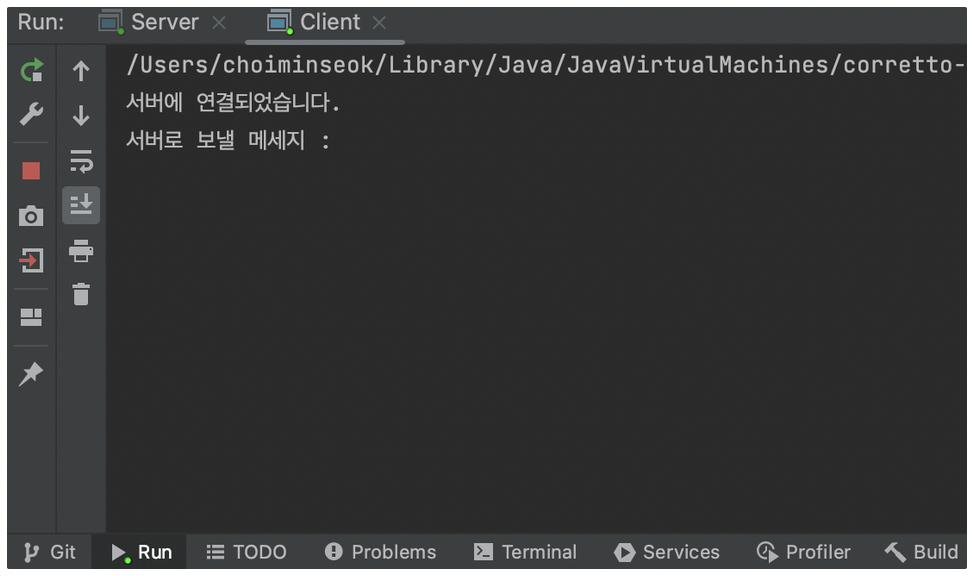 Run: Server Client
/Users/choiminseok/Library/Java/JavaVirtualMachines/corretto-
서버에 연결되었습니다.
서버로 보낼 메세지 :
Git Run TODO Problems Terminal Services Profiler Build